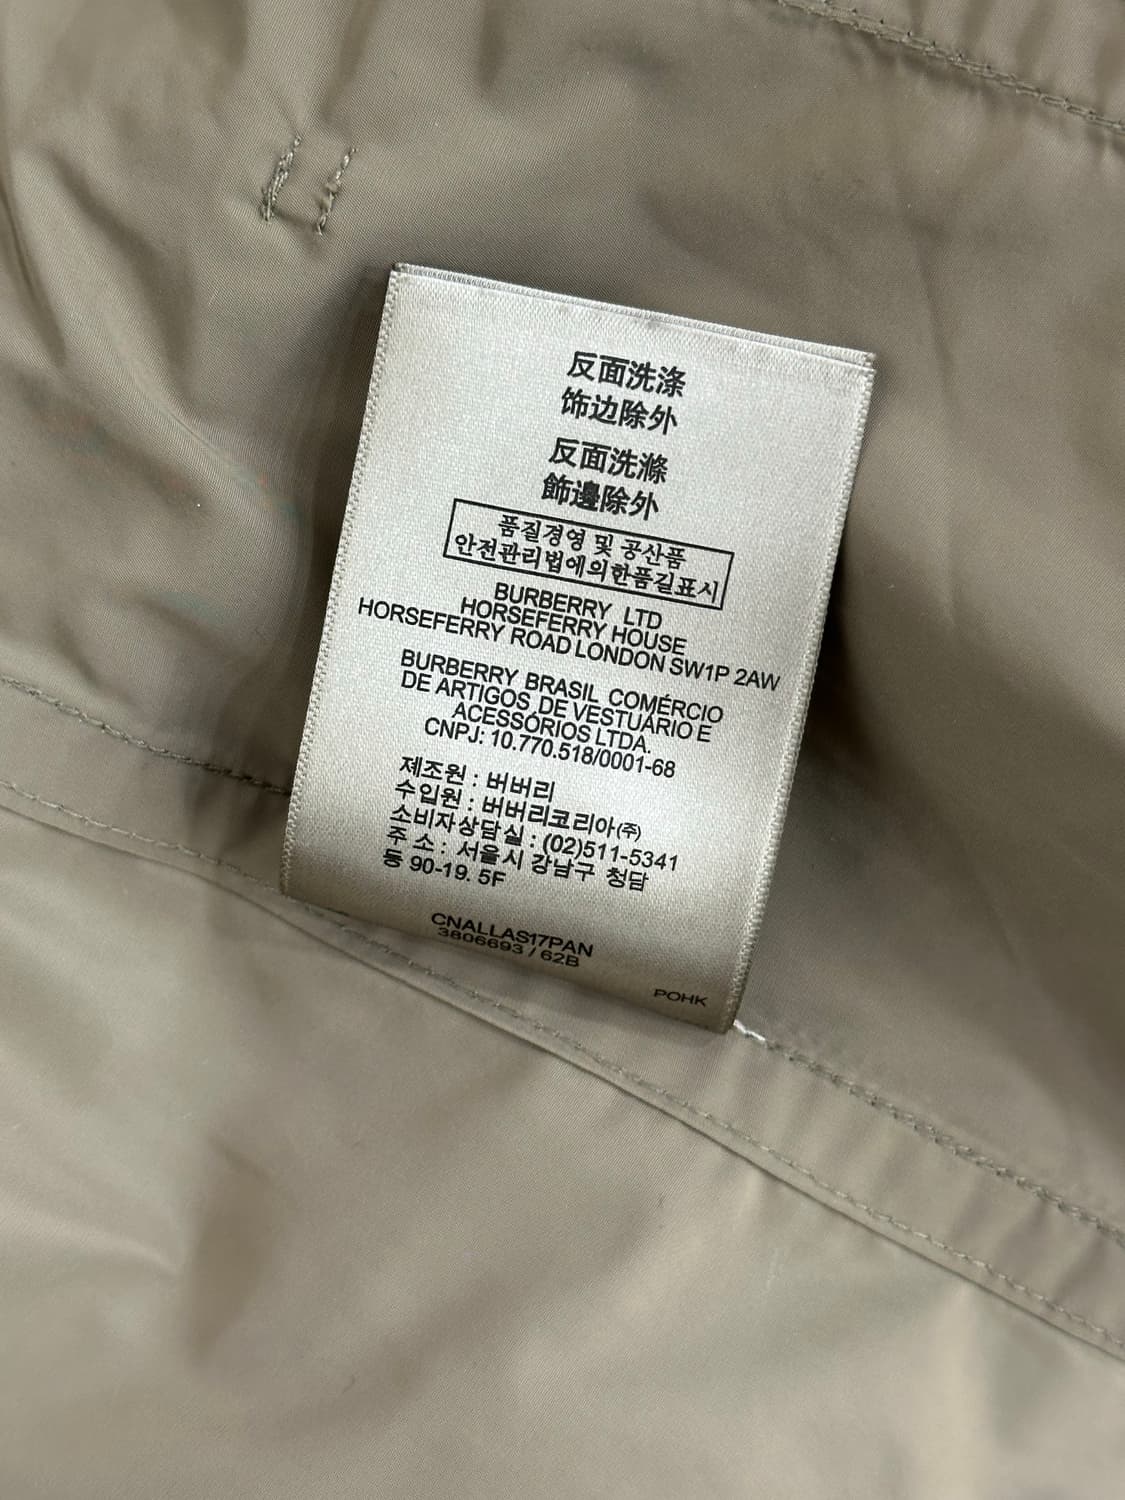 反面洗涤
饰边除外
反面洗滌
飾邊除外
품질경영 및 공산품
안전관리법에의한품길표시
BURBERRY LTD
HORSEFERRY HOUSE
HORSEFERRY ROAD LONDON SW1P 2AW
BURBERRY BRASIL COMÉRCIO
DE ARTIGOS DE VESTUÁRIO E
ACESSÓRIOS LTDA.
CNPJ: 10.770.518/0001-68
제조원 : 버버리
수입원 : 버버리코리아(주)
소비자상담실 : (02)511-5341
주 소 : 서울시 강남구 청담
동 90-19. 5F
CNALLAS17PAN
3806693 / 62B
POHK